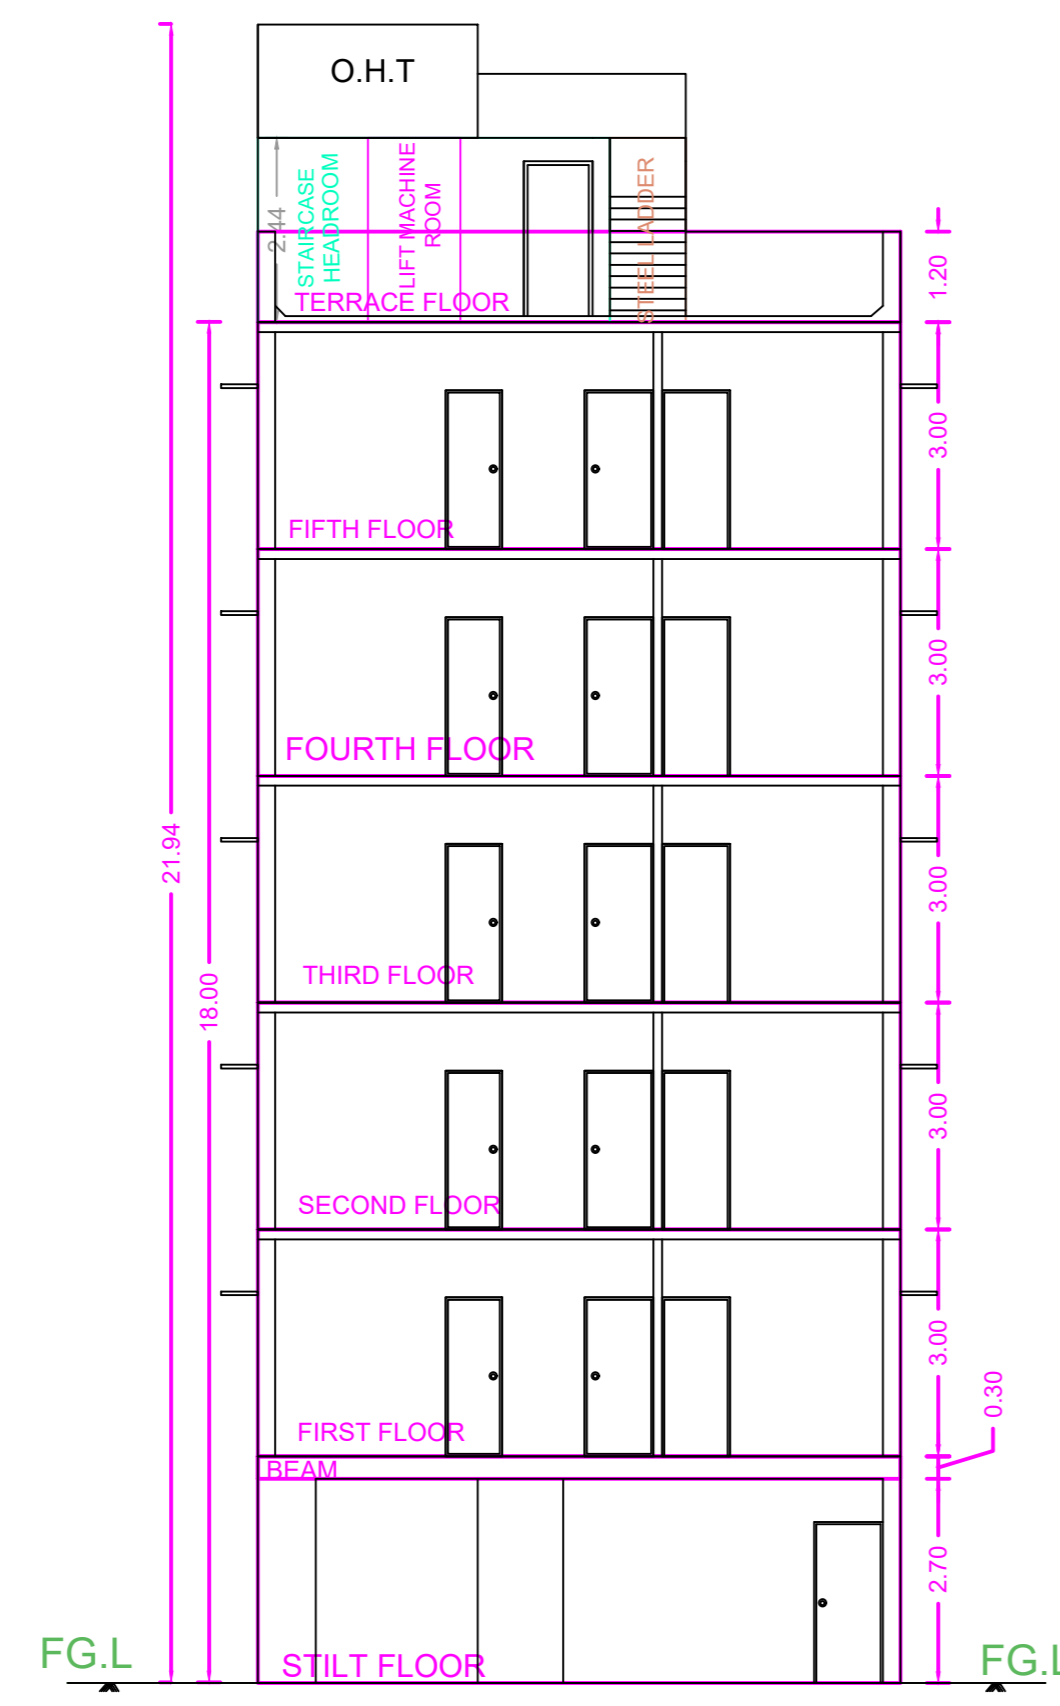 O.H.T
2.44
STAIRCASE
HEADROOM
LIFT MACHINE
ROOM
STEEL LADDER
1.20
TERRACE FLOOR
3.00
FIFTH FLOOR
3.00
FOURTH FLOOR
21.94
3.00
THIRD FLOOR
18.00
3.00
SECOND FLOOR
3.00
0.30
FIRST FLOOR
BEAM
2.70
FG.L
STILT FLOOR
FG.L